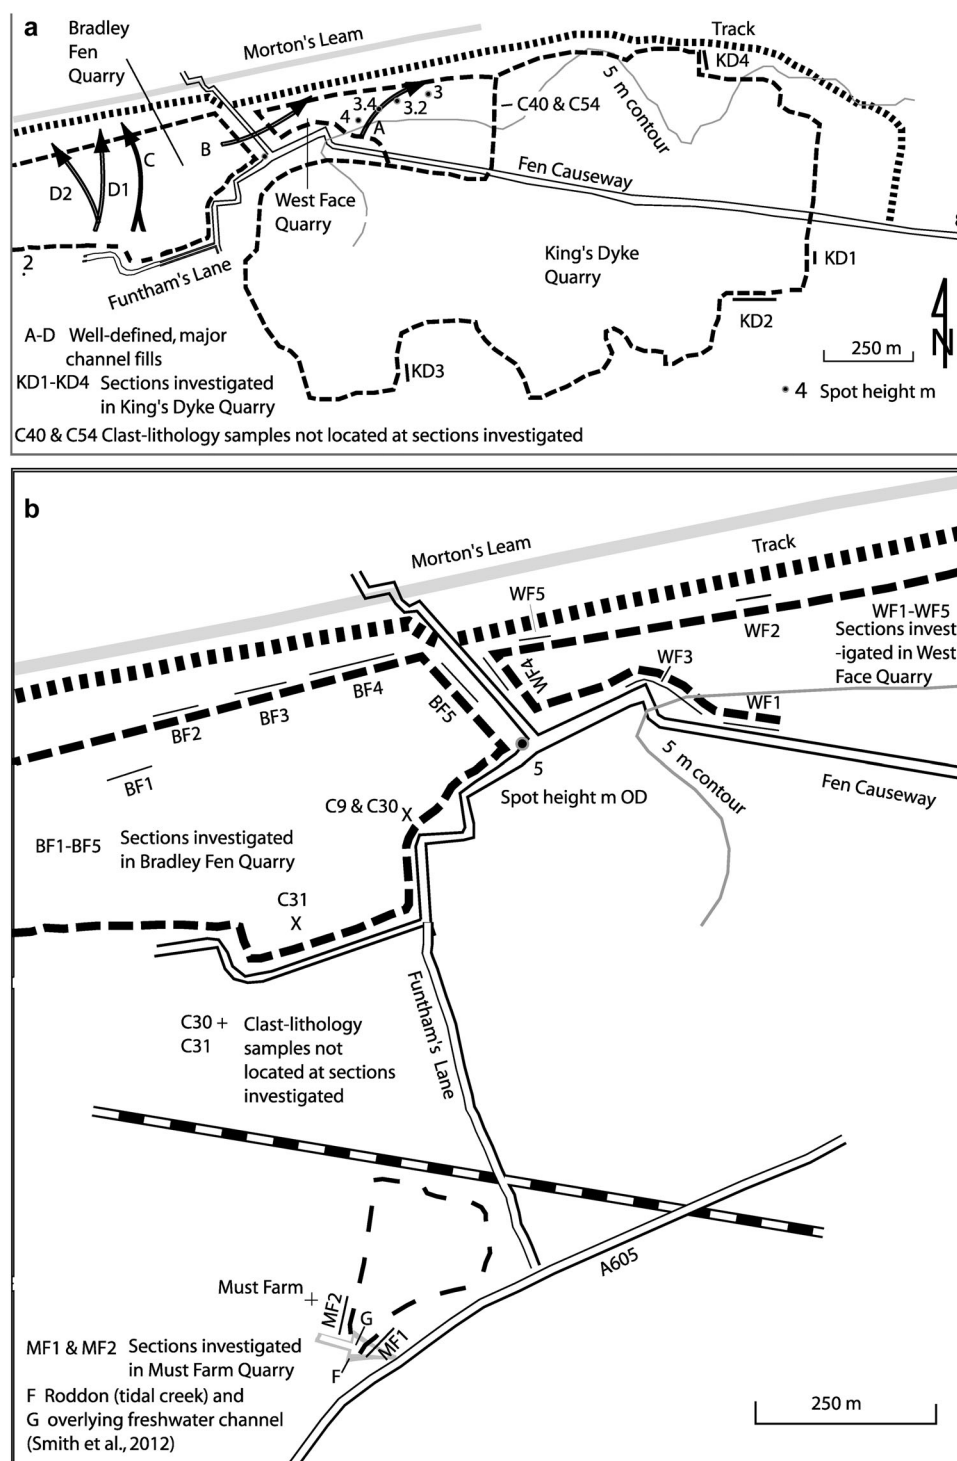 a
Bradley
Fen
Quarry
Morton's Leam
Track
KD4
5 m contour
C40 & C54
3
3.4
3.2
4
A
B
C
D2
D1
Fen Causeway
West Face
Quarry
King's Dyke
Quarry
KD1
2
Funtham's Lane
KD2
N
A-D Well-defined, major
channel fills
250 m
KD3
KD1-KD4 Sections investigated
in King's Dyke Quarry
4 Spot height m
C40 & C54 Clast-lithology samples not located at sections investigated
b
Morton's Leam
Track
WF5
WF1-WF5
Sections invest
-igated in West
Face Quarry
WF2
WF3
WF4
WF1
BF4
BF3
BF5
BF2
BF1
5 m contour
5
Spot height m OD
Fen Causeway
C9 & C30
X
BF1-BF5 Sections investigated
in Bradley Fen Quarry
C31
X
Funtham's Lane
C30 + Clast-lithology
C31 samples not
located at sections
investigated
A605
Must Farm
MF2
G
MF1
F
MF1 & MF2 Sections investigated
in Must Farm Quarry
F Roddon (tidal creek) and
G overlying freshwater channel
(Smith et al., 2012)
250 m